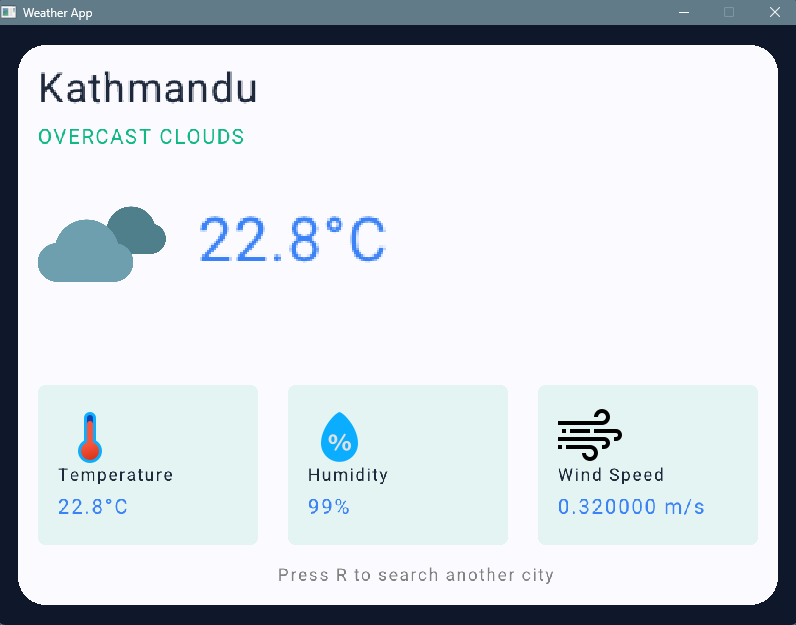 Weather App
Kathmandu
OVERCAST CLOUDS
22.8°C
%
Temperature
22.8°C
Humidity
99%
Wind Speed
0.320000 m/s
Press R to search another city